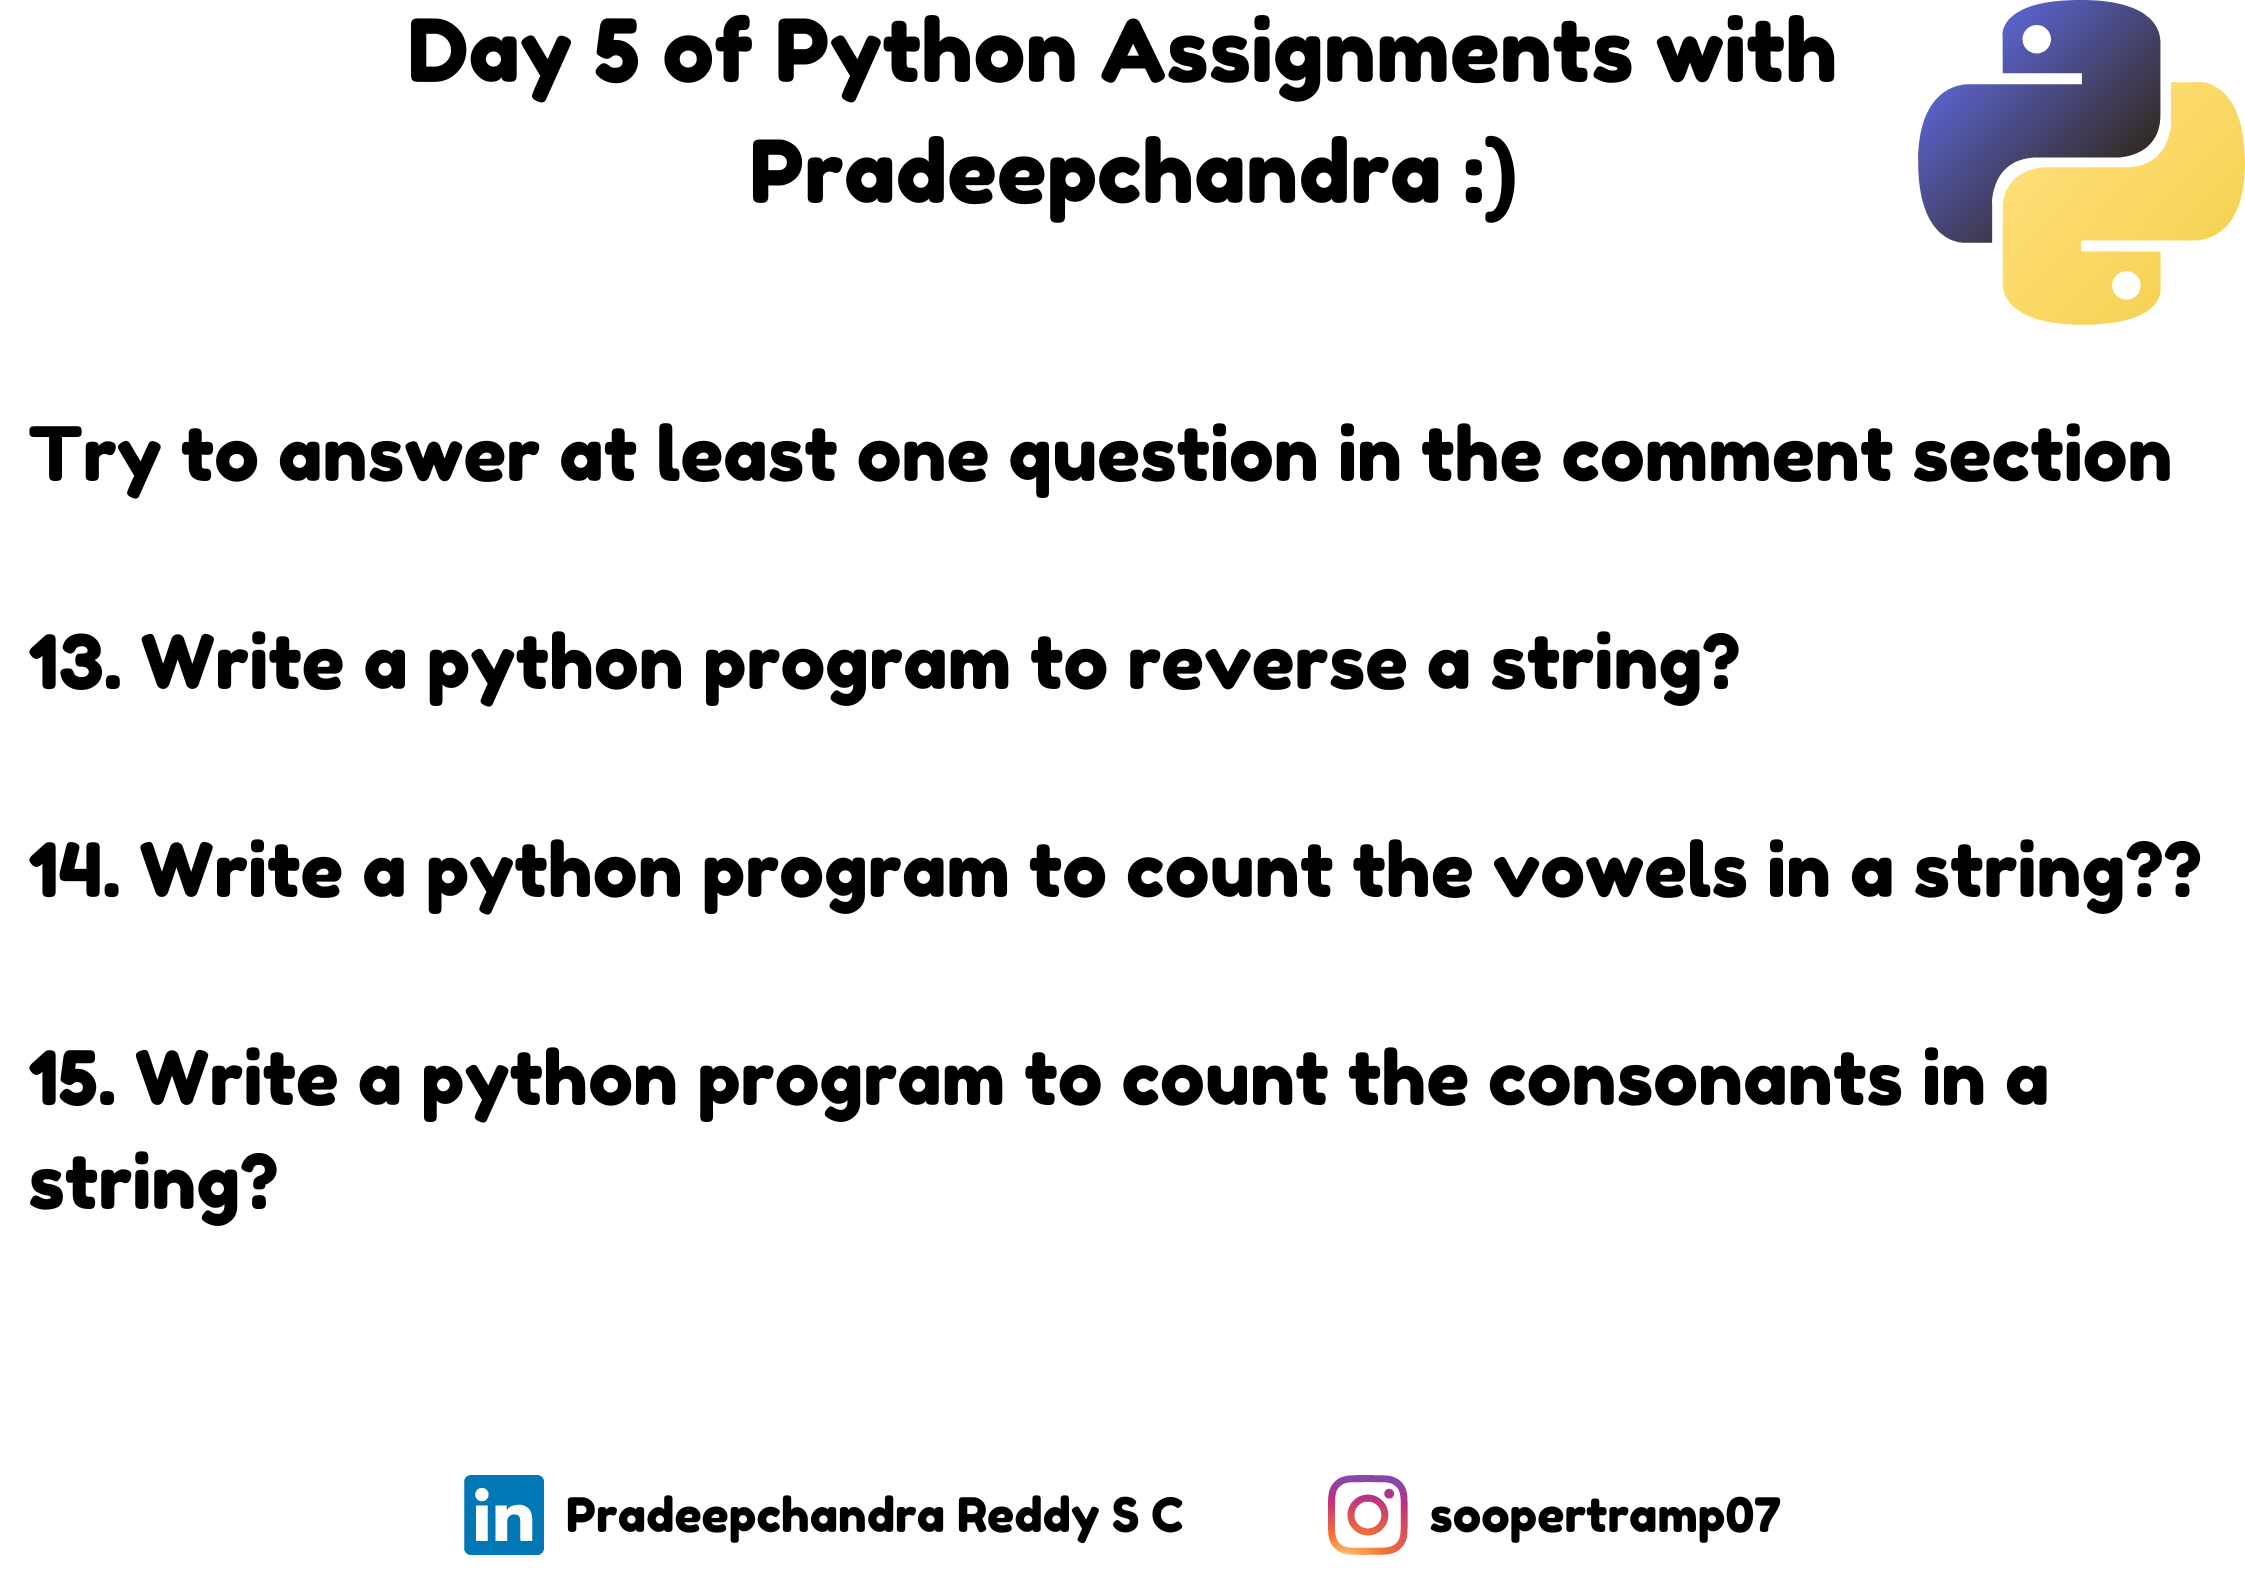 Day 5 of Python Assignments with
Pradeepchandra :)
Try to answer at least one question in the comment section
13. Write a python program to reverse a string?
14. Write a python program to count the vowels in a string??
15. Write a python program to count the consonants in a
string?
in Pradeepchandra Reddy S C
soopertramp07